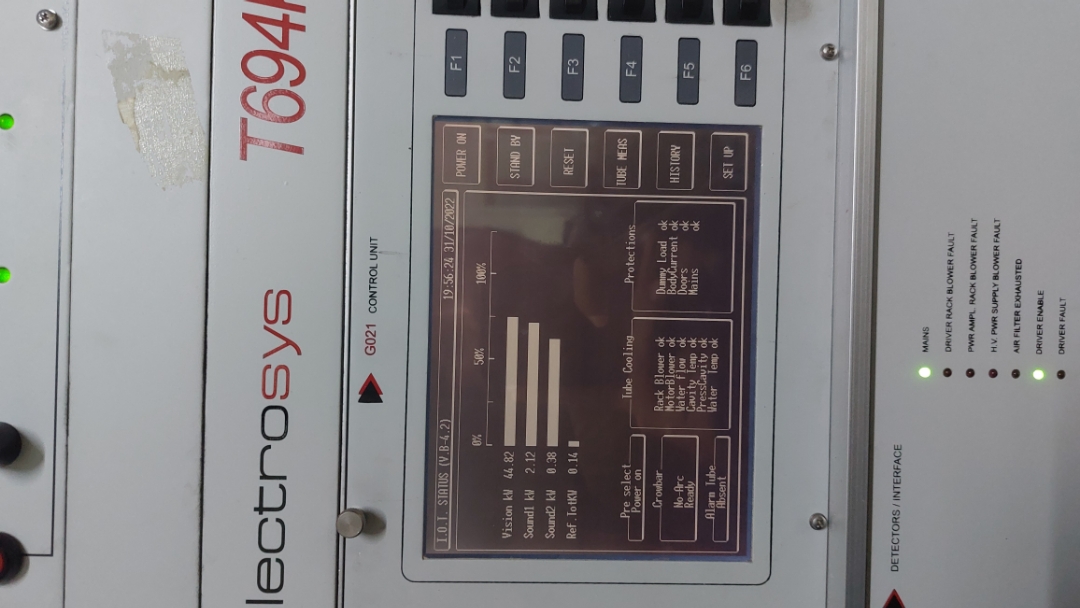 lectrosys T694
G021 CONTROL UNIT
I.O.T. STATUS (V.B-4.2) 19:56:24 31/10/2022
0% 50% 100%
Vision kW 44.82
Sound1 kW 2.12
Sound2 kW 0.38
Ref.TotKW 0.14
Pre select
Power on
Crowbar
No-Arc
Ready
Alarm Tube
Absent
Tube Cooling
Rack Blower ok
MotorBlower ok
Water flow ok
Cavity Temp ok
PressCavity ok
Water Temp ok
Protections
Dummy Load ok
BodyCurrent ok
Doors ok
Mains ok
POWER ON
STAND BY
RESET
TUBE MEAS
HISTORY
SET UP
F1
F2
F3
F4
F5
F6
DETECTORS / INTERFACE
MAINS
DRIVER RACK BLOWER FAULT
PWR AMPL. RACK BLOWER FAULT
H.V. PWR SUPPLY BLOWER FAULT
AIR FILTER EXHAUSTED
DRIVER ENABLE
DRIVER FAULT